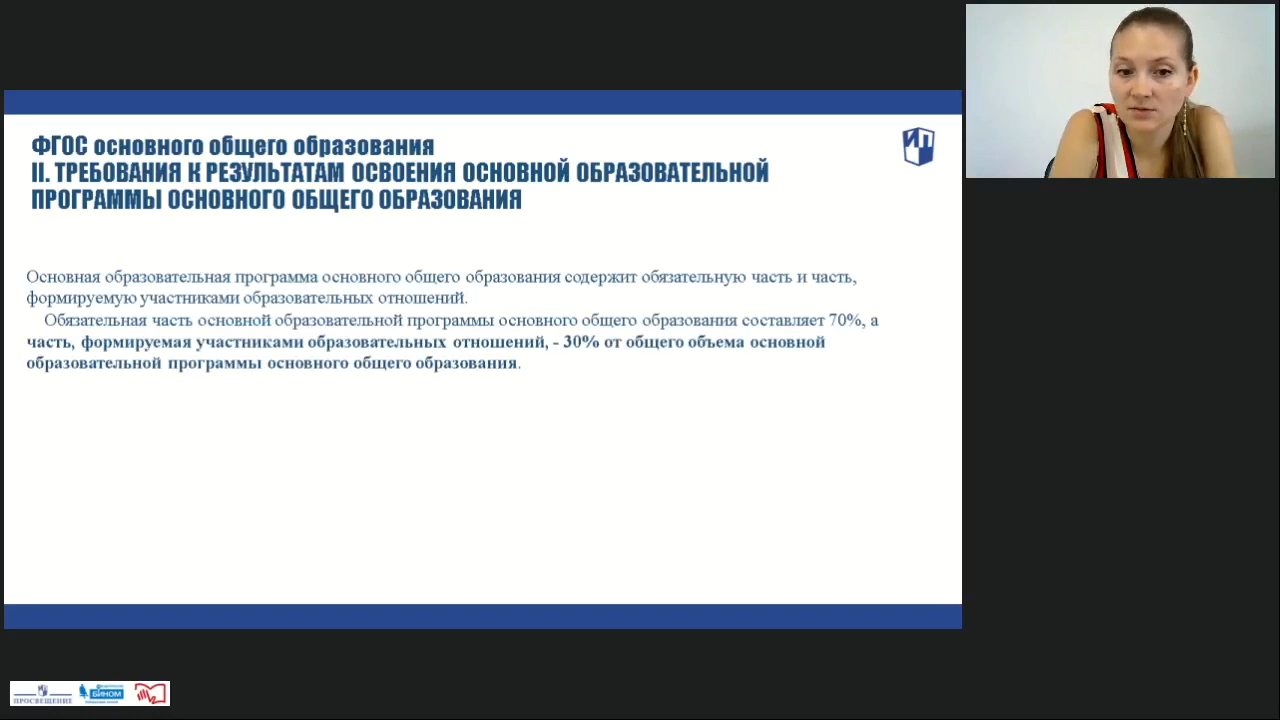 ФГОС основного общего образования
II. ТРЕБОВАНИЯ К РЕЗУЛЬТАТАМ ОСВОЕНИЯ ОСНОВНОЙ ОБРАЗОВАТЕЛЬНОЙ
ПРОГРАММЫ ОСНОВНОГО ОБЩЕГО ОБРАЗОВАНИЯ
Основная образовательная программа основного общего образования содержит обязательную часть и часть,
формируемую участниками образовательных отношений.
Обязательная часть основной образовательной программы основного общего образования составляет 70%, а
часть, формируемая участниками образовательных отношений, - 30% от общего объема основной
образовательной программы основного общего образования.
ПРОСВЕЩЕНИЕ
БИНОМ